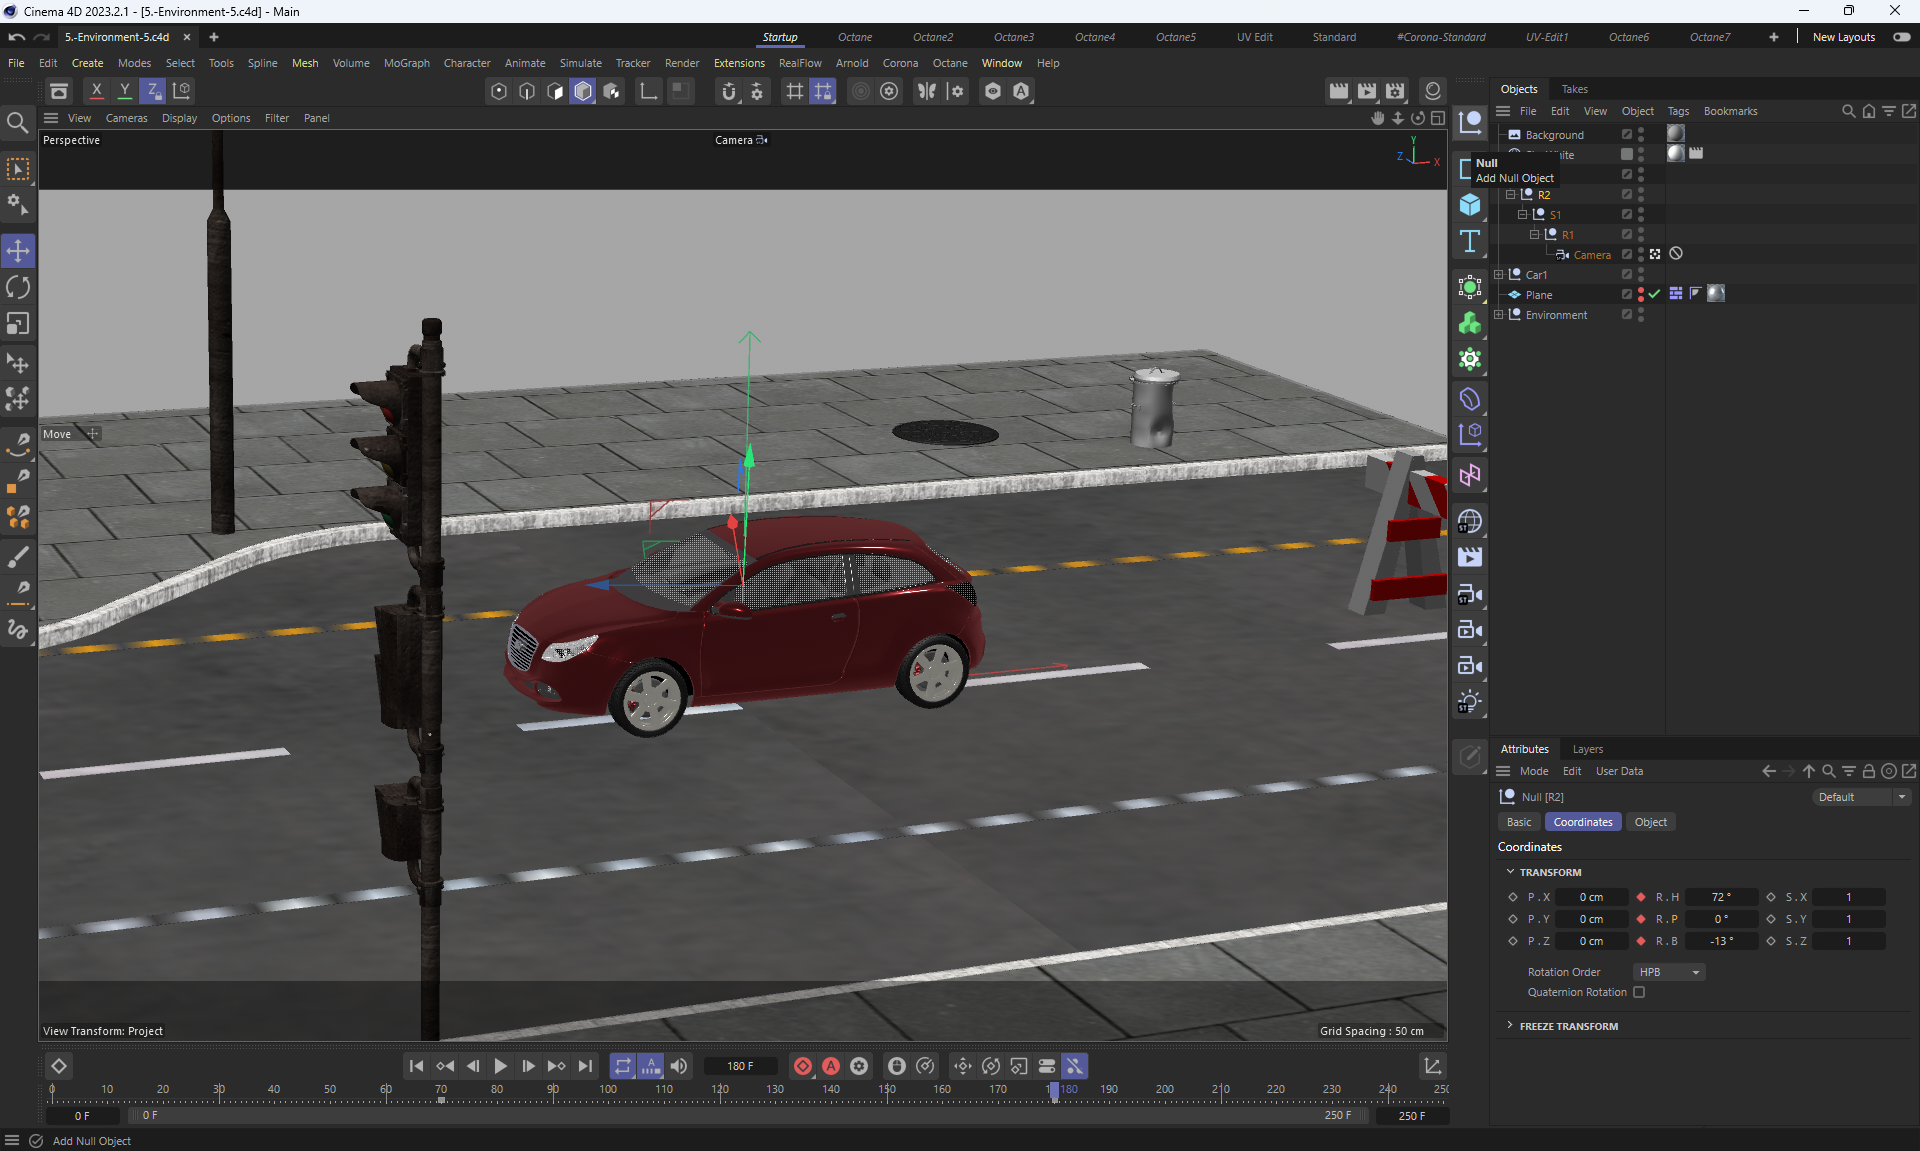 Cinema 4D 2023.2.1 - [5.-Environment-5.c4d] - Main
5.-Environment-5.c4d × +
Startup Octane Octane2 Octane3 Octane4 Octane5 UV Edit Standard #Corona-Standard UV-Edit1 Octane6 Octane7 + New Layouts
File Edit Create Modes Select Tools Spline Mesh Volume MoGraph Character Animate Simulate Tracker Render Extensions RealFlow Arnold Corona Octane Window Help
X Y Z
View Cameras Display Options Filter Panel
Perspective
Camera
Y
Z X
Move
View Transform: Project
Grid Spacing : 50 cm
Objects Takes
File Edit View Object Tags Bookmarks
Background
Null
Add Null Object
R2
S1
R1
Camera
Car1
Plane
Environment
ST
ST
ST
Attributes Layers
Mode Edit User Data
Null [R2]
Default
Basic Coordinates Object
Coordinates
TRANSFORM
P . X 0 cm R . H 72 ° S . X 1
P . Y 0 cm R . P 0 ° S . Y 1
P . Z 0 cm R . B -13 ° S . Z 1
Rotation Order HPB
Quaternion Rotation
FREEZE TRANSFORM
180 F
0 10 20 30 40 50 60 70 80 90 100 110 120 130 140 150 160 170 180 190 200 210 220 230 240
0 F 0 F 250 F 250 F
Add Null Object